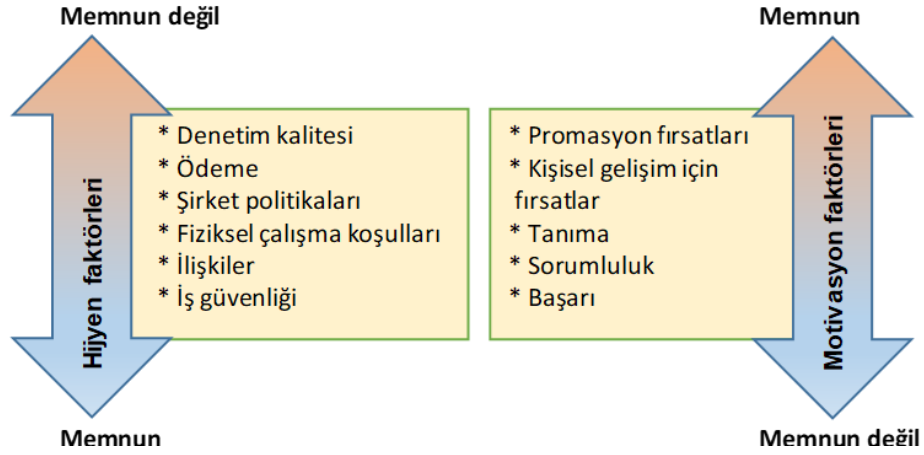 Memnun değil
Hijyen faktörleri
* Denetim kalitesi
* Ödeme
* Şirket politikaları
* Fiziksel çalışma koşulları
* İlişkiler
* İş güvenliği
Memnun
Memnun
* Promasyon fırsatları
* Kişisel gelişim için
fırsatlar
* Tanıma
* Sorumluluk
* Başarı
Motivasyon faktörleri
Memnun değil